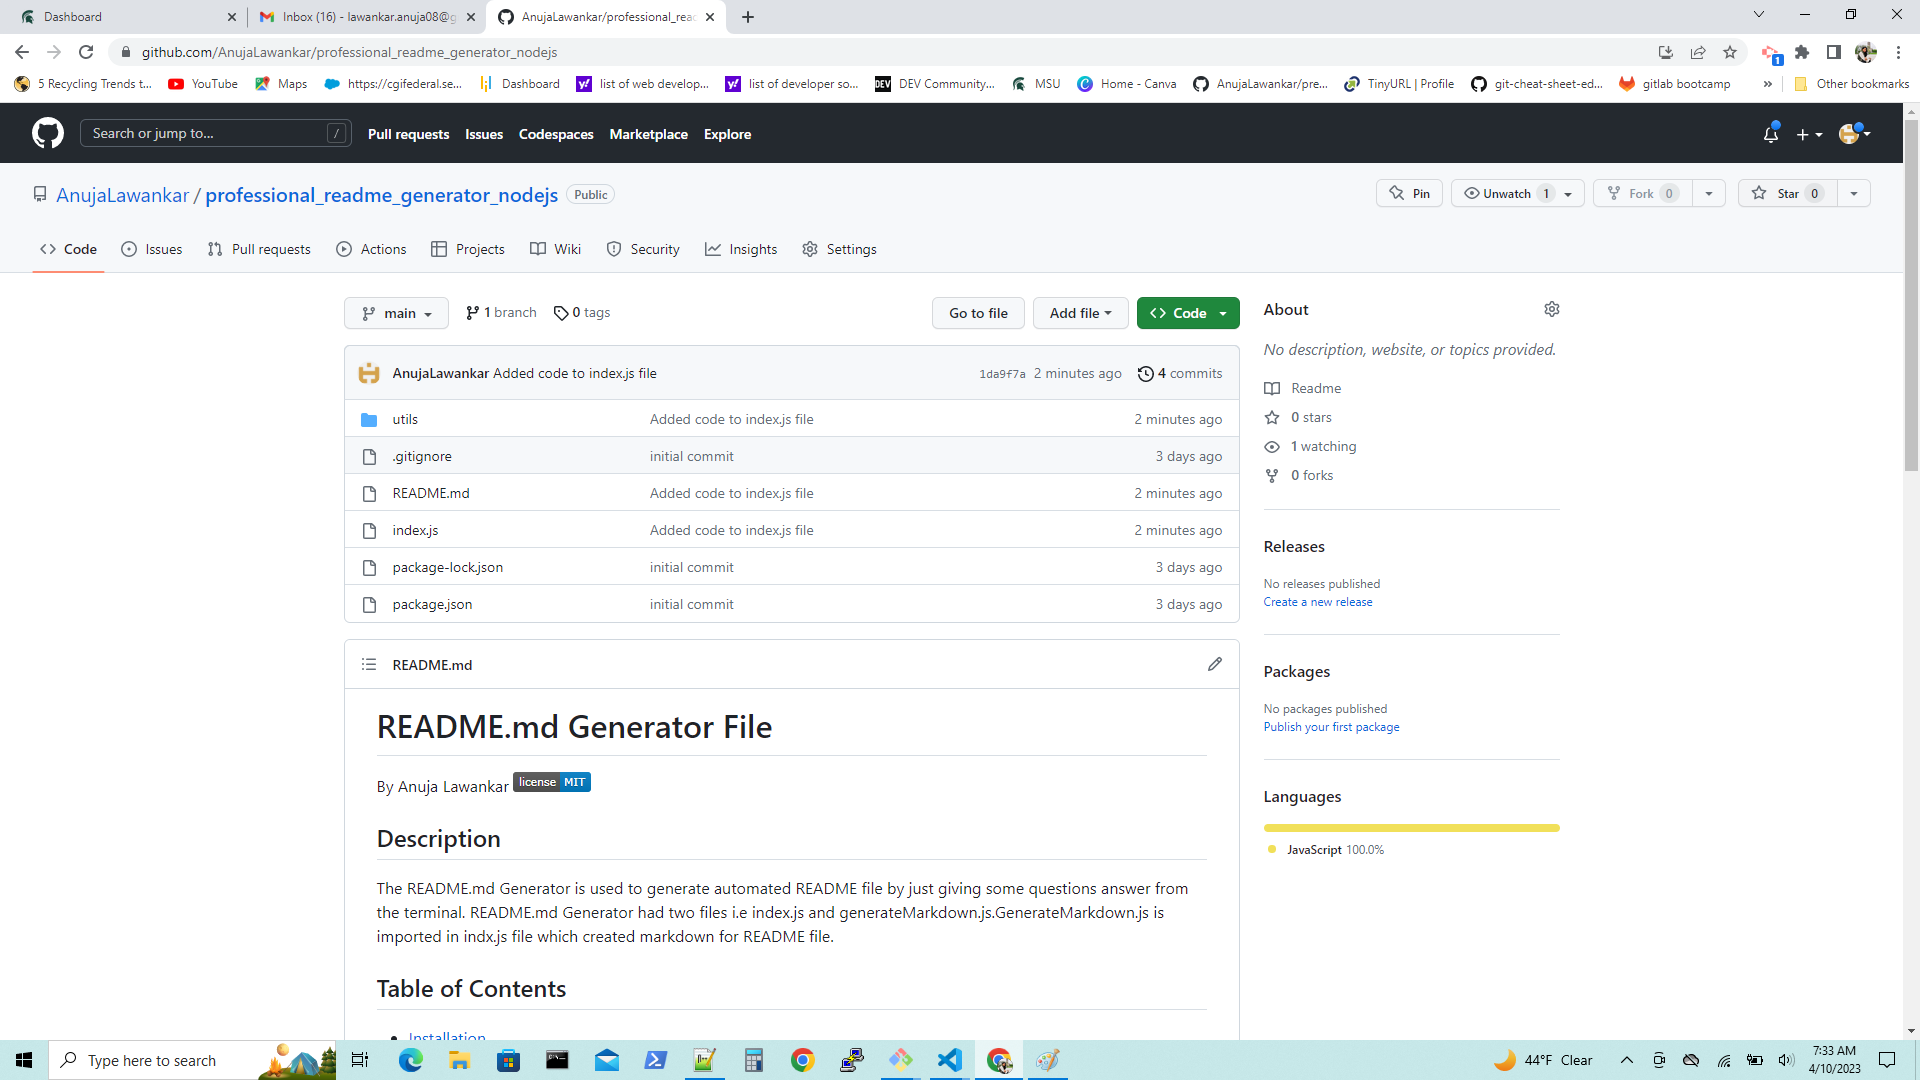 Dashboard
Inbox (16) - lawankar.anuja08@g
AnujaLawankar/professional_rea
github.com/AnujaLawankar/professional_readme_generator_nodejs
1
5 Recycling Trends t...
YouTube
Maps
https://cgifederal.se...
Dashboard
list of web develop...
list of developer so...
DEV Community...
MSU
Home - Canva
AnujaLawankar/pre...
TinyURL | Profile
git-cheat-sheet-ed...
gitlab bootcamp
»
Other bookmarks
Search or jump to...
/
Pull requests
Issues
Codespaces
Marketplace
Explore
AnujaLawankar / professional_readme_generator_nodejs
Public
Pin
Unwatch 1
Fork 0
Star 0
Code
Issues
Pull requests
Actions
Projects
Wiki
Security
Insights
Settings
main
1 branch
0 tags
Go to file
Add file
Code
AnujaLawankar Added code to index.js file
1da9f7a 2 minutes ago
4 commits
utils
Added code to index.js file
2 minutes ago
.gitignore
initial commit
3 days ago
README.md
Added code to index.js file
2 minutes ago
index.js
Added code to index.js file
2 minutes ago
package-lock.json
initial commit
3 days ago
package.json
initial commit
3 days ago
README.md
README.md Generator File
By Anuja Lawankar license MIT
Description
The README.md Generator is used to generate automated README file by just giving some questions answer from
the terminal. README.md Generator had two files i.e index.js and generateMarkdown.js.GenerateMarkdown.js is
imported in indx.js file which created markdown for README file.
Table of Contents
Installation
About
No description, website, or topics provided.
Readme
0 stars
1 watching
0 forks
Releases
No releases published
Create a new release
Packages
No packages published
Publish your first package
Languages
JavaScript 100.0%
Type here to search
44°F Clear
7:33 AM
4/10/2023